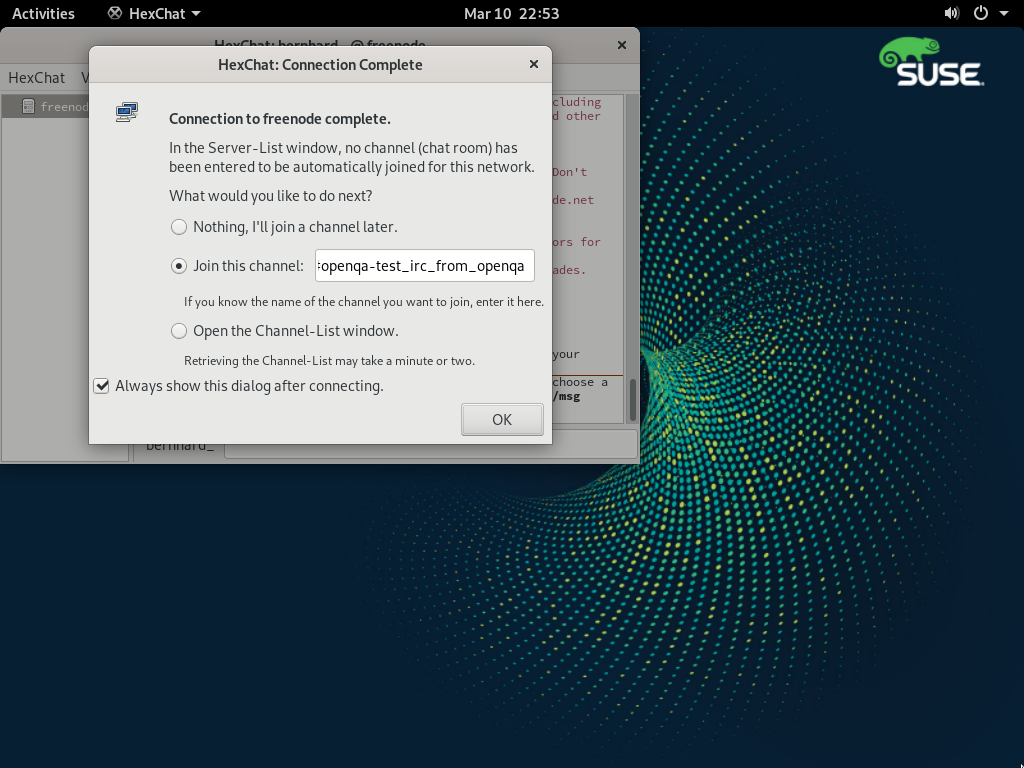 Activities
HexChat
Mar 10 22:53
SUSE
HexChat: Connection Complete
HexChat
freenod
Connection to freenode complete.
In the Server-List window, no channel (chat room) has
been entered to be automatically joined for this network.
What would you like to do next?
Nothing, I'll join a channel later.
Join this channel:
openqa-test_irc_from_openqa
If you know the name of the channel you want to join, enter it here.
Open the Channel-List window.
Retrieving the Channel-List may take a minute or two.
Always show this dialog after connecting.
OK
cluding
d other
Don't
de.net
ors for
ades.
your
choose a
/msg
bernhard_